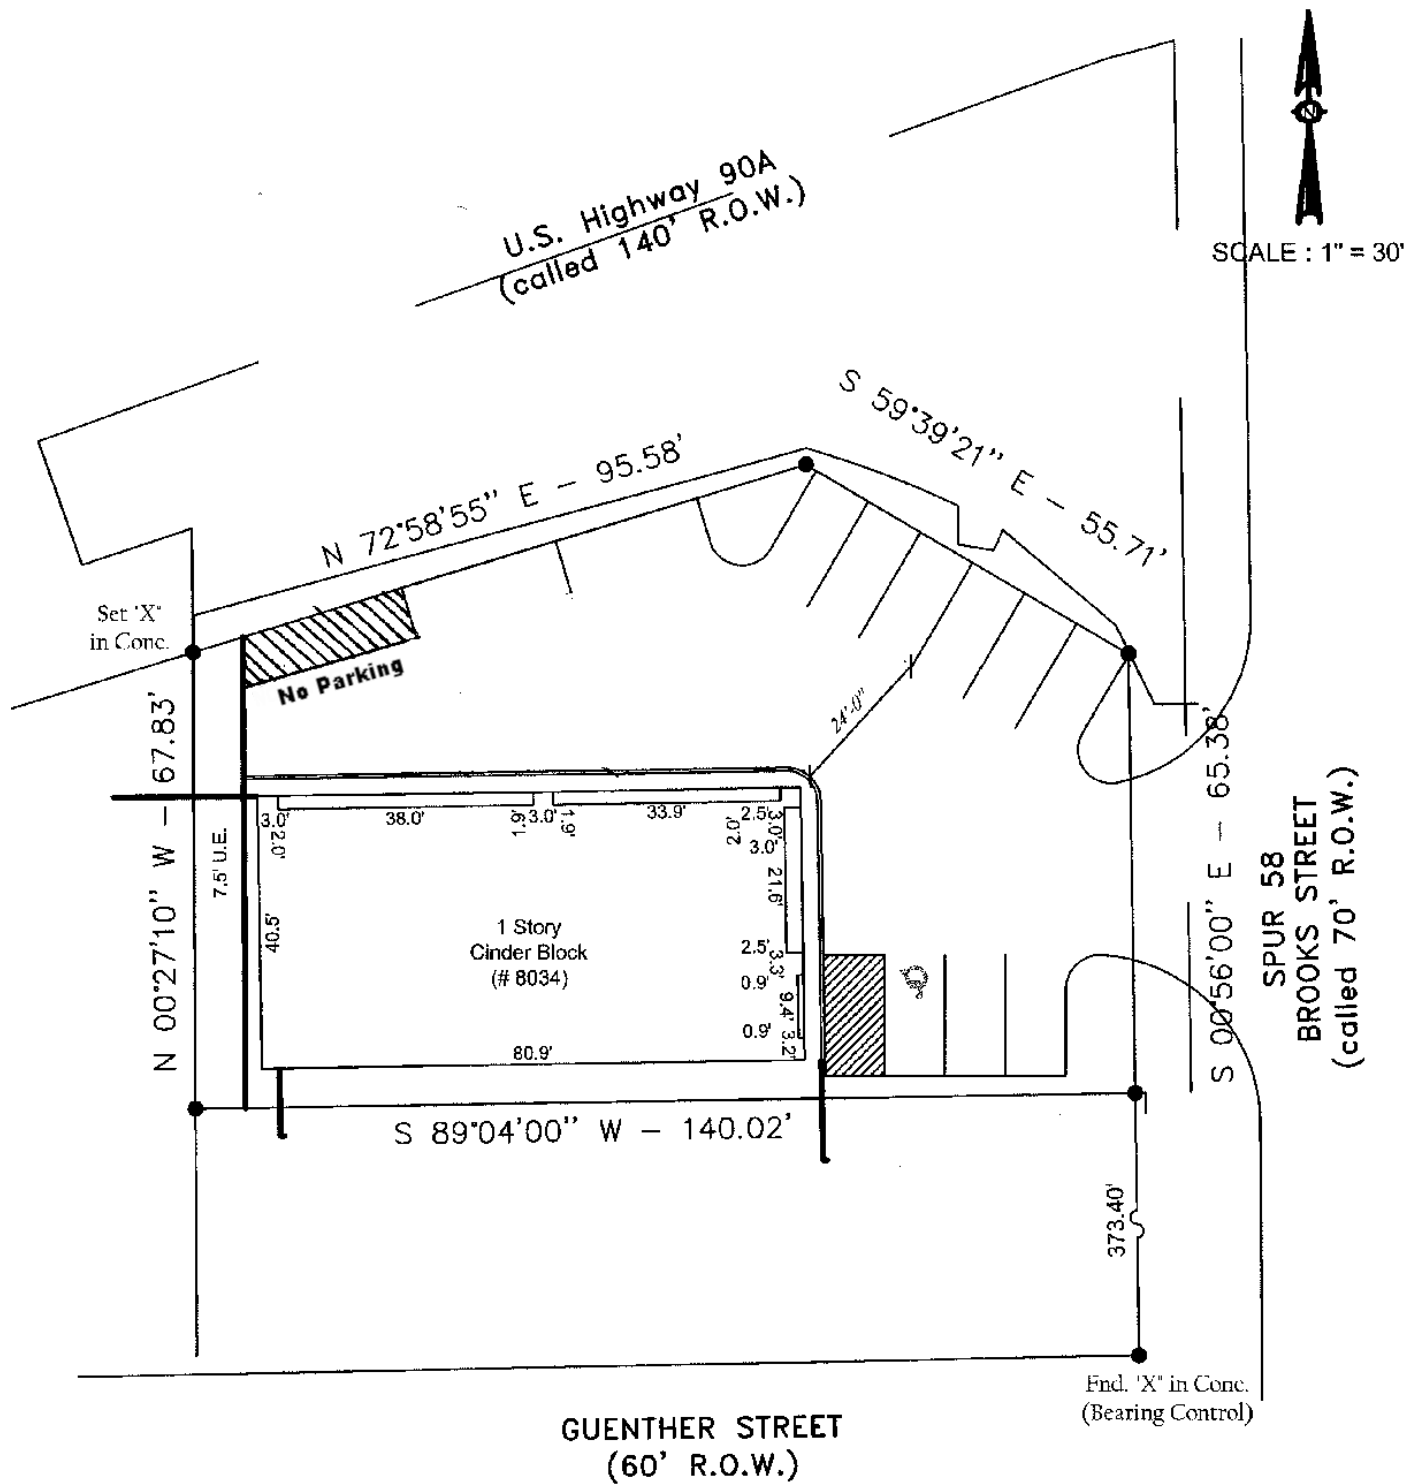 N
SCALE : 1" = 30'
U.S. Highway 90A
(called 140' R.O.W.)
S 59°39'21" E - 55.71'
N 72°58'55" E - 95.58'
Set "X"
in Conc.
No Parking
24'-0"
N 00°27'10" W - 67.83'
7.5' U.E.
3.0'
2.0'
38.0'
1.9'
3.0'
1.9'
33.9'
2.0'
2.5'
3.0'
3.0'
21.6'
40.5'
1 Story
Cinder Block
(# 8034)
2.5'
3.3'
0.9'
9.4'
0.9'
3.2'
80.9'
S 00°56'00" E - 65.38'
SPUR 58
BROOKS STREET
(called 70' R.O.W.)
S 89°04'00" W - 140.02'
373.40'
Fnd. "X" in Conc.
(Bearing Control)
GUENTHER STREET
(60' R.O.W.)